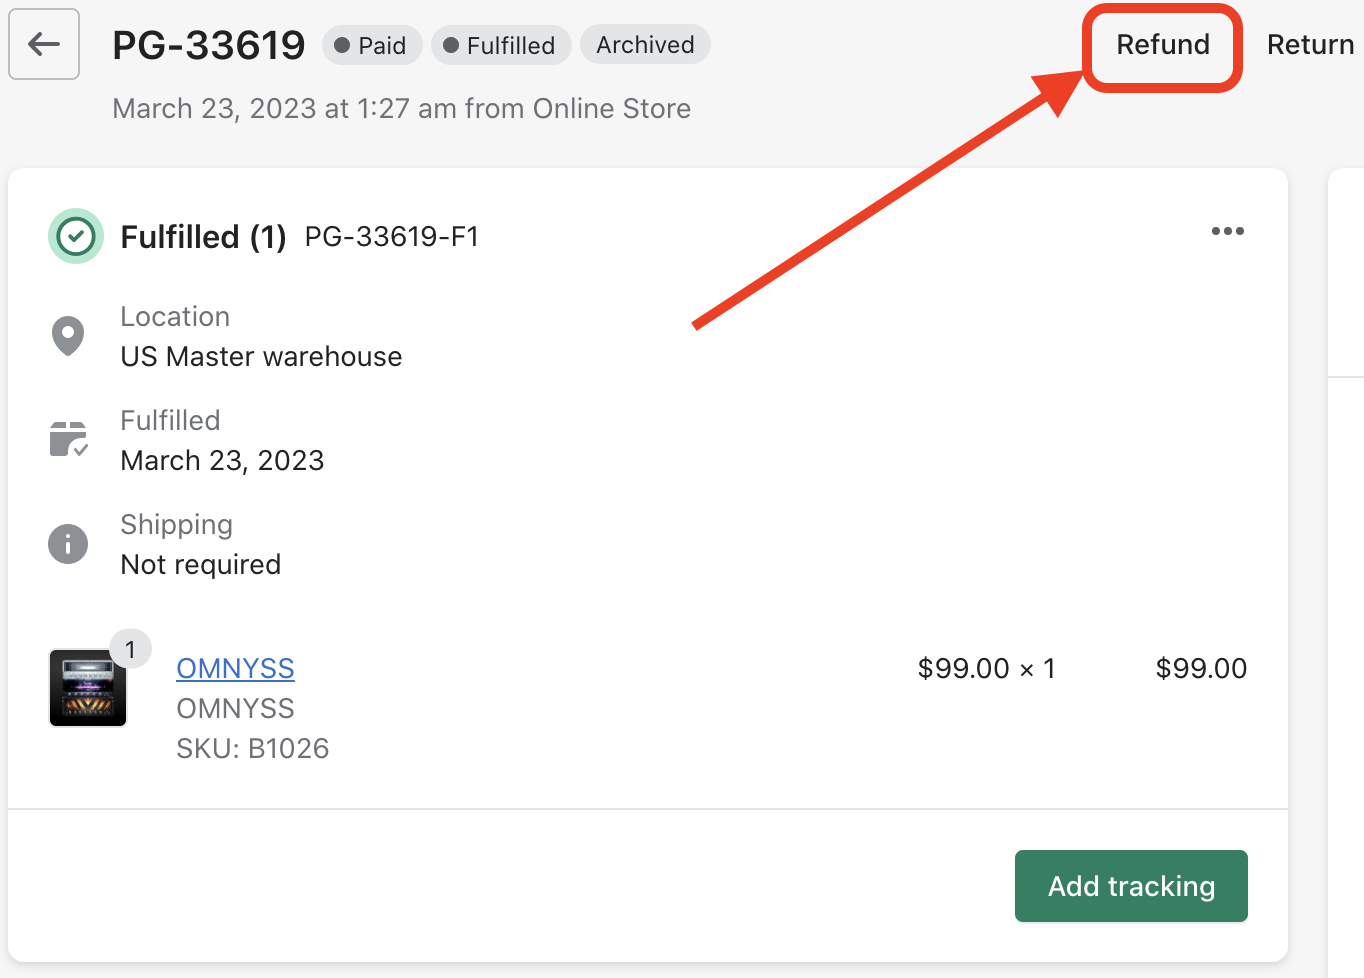 PG-33619 Paid Fulfilled Archived Refund Return
March 23, 2023 at 1:27 am from Online Store
Fulfilled (1) PG-33619-F1
Location
US Master warehouse
Fulfilled
March 23, 2023
Shipping
Not required
1
OMNYSS $99.00 × 1 $99.00
OMNYSS
SKU: B1026
Add tracking